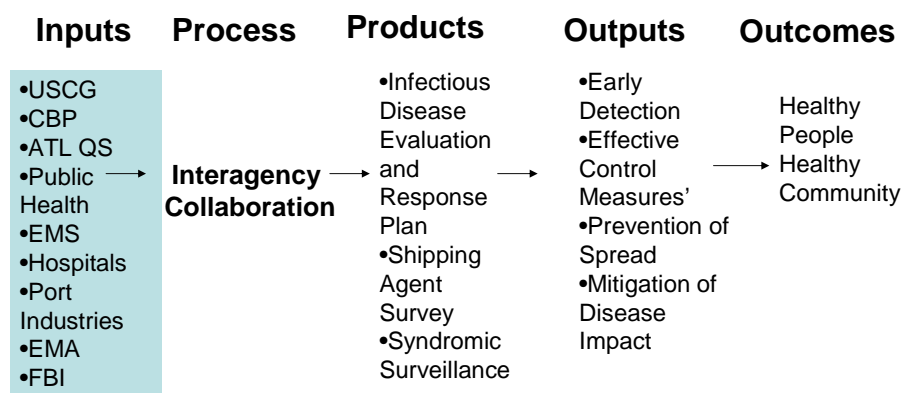 Inputs Process Products Outputs Outcomes
•USCG
•CBP
•ATL QS
•Public
Health
•EMS
•Hospitals
•Port
Industries
•EMA
•FBI
Interagency
Collaboration
•Infectious
Disease
Evaluation
and
Response
Plan
•Shipping
Agent
Survey
•Syndromic
Surveillance
•Early
Detection
•Effective
Control
Measures’
•Prevention of
Spread
•Mitigation of
Disease
Impact
Healthy
People
Healthy
Community